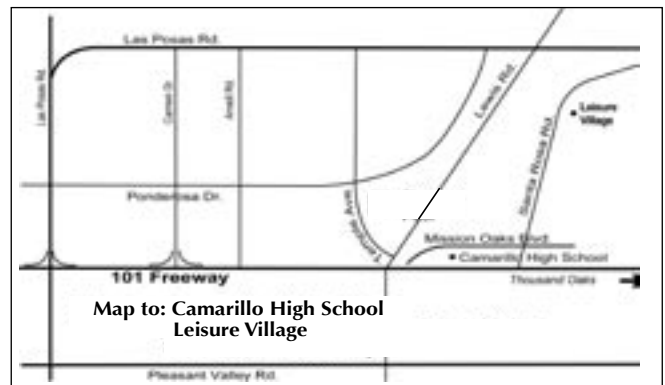 Las Posas Rd.
Las Posas Rd.
Carmen Dr.
Arneill Rd.
Lewis Rd.
Leisure
Village
Santa Rosa Rd.
Ponderosa Dr.
Temple Ave.
Mission Oaks Blvd.
Camarillo High School
101 Freeway
Thousand Oaks
Map to: Camarillo High School
Leisure Village
Pleasant Valley Rd.